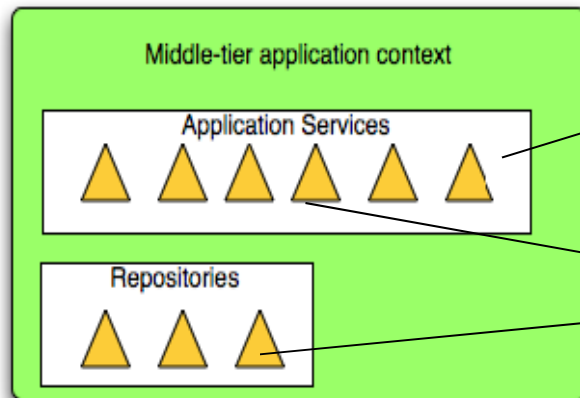 Middle-tier application context
Application Services
Repositories